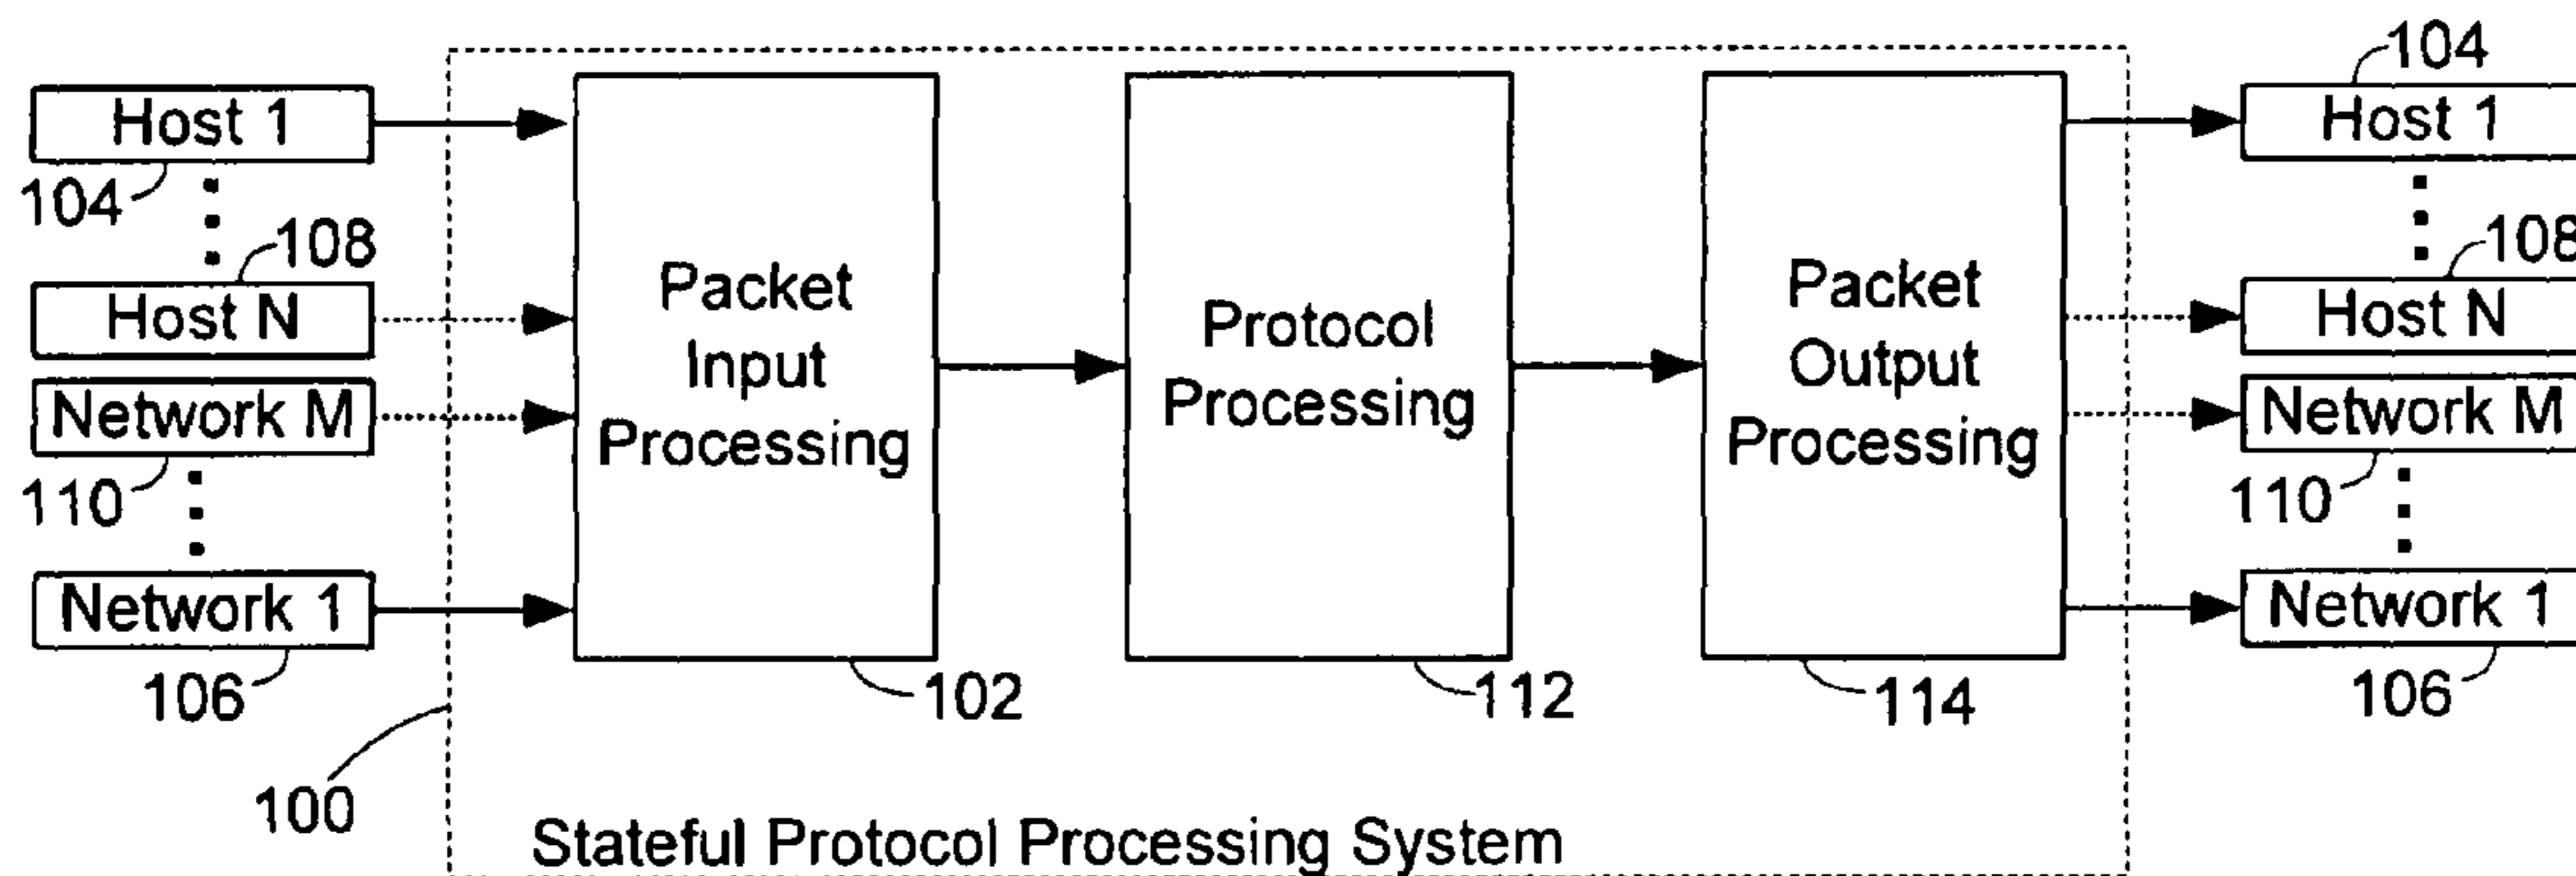 Host 1
104
108
Host N
Network M
110
Network 1
106
100
Packet
Input
Processing
102
Protocol
Processing
112
Packet
Output
Processing
114
104
Host 1
108
Host N
Network M
110
Network 1
106
Stateful Protocol Processing System